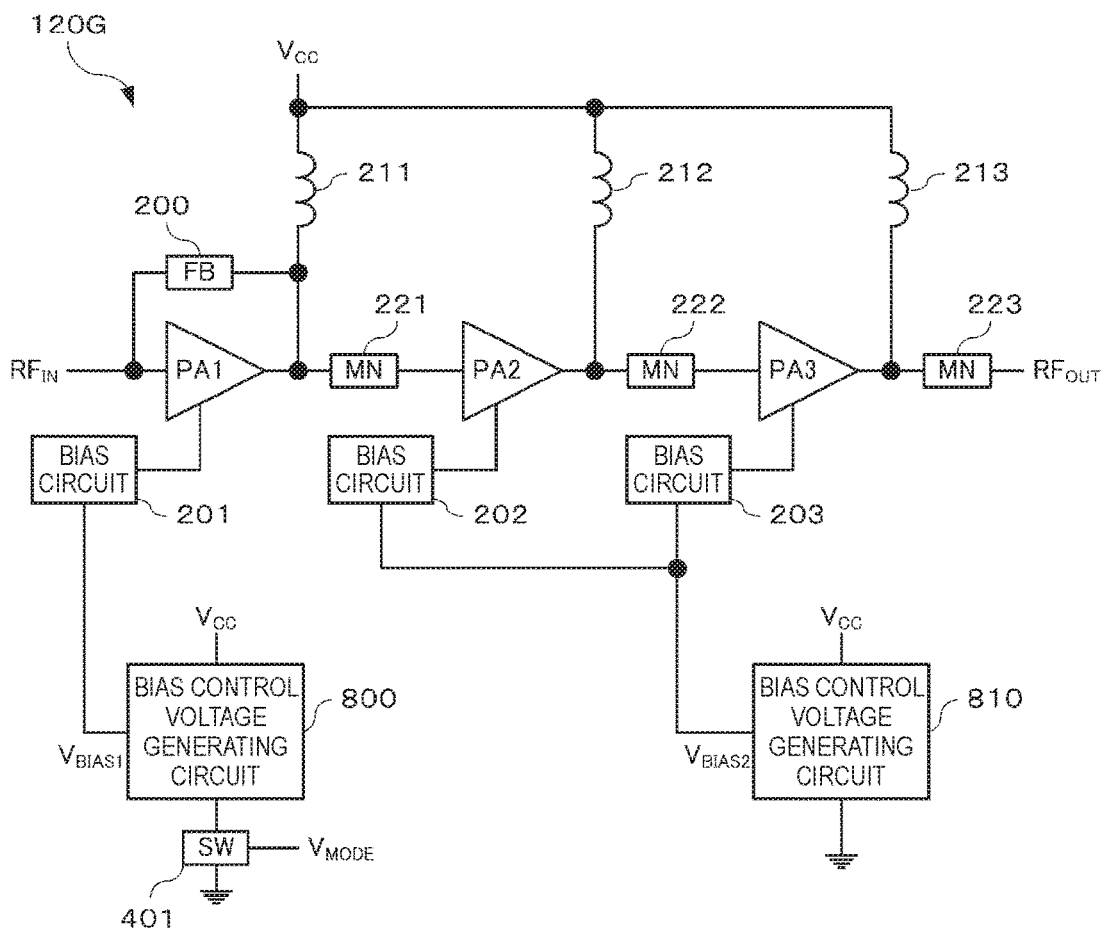 120G
VCC
211
212
213
200
FB
221
222
223
RFIN
PA1
MN
PA2
MN
PA3
MN
RFOUT
BIAS
CIRCUIT
BIAS
CIRCUIT
BIAS
CIRCUIT
201
202
203
VCC
VCC
BIAS CONTROL
VOLTAGE
GENERATING
CIRCUIT
800
BIAS CONTROL
VOLTAGE
GENERATING
CIRCUIT
810
VBIAS1
VBIAS2
SW
VMODE
401